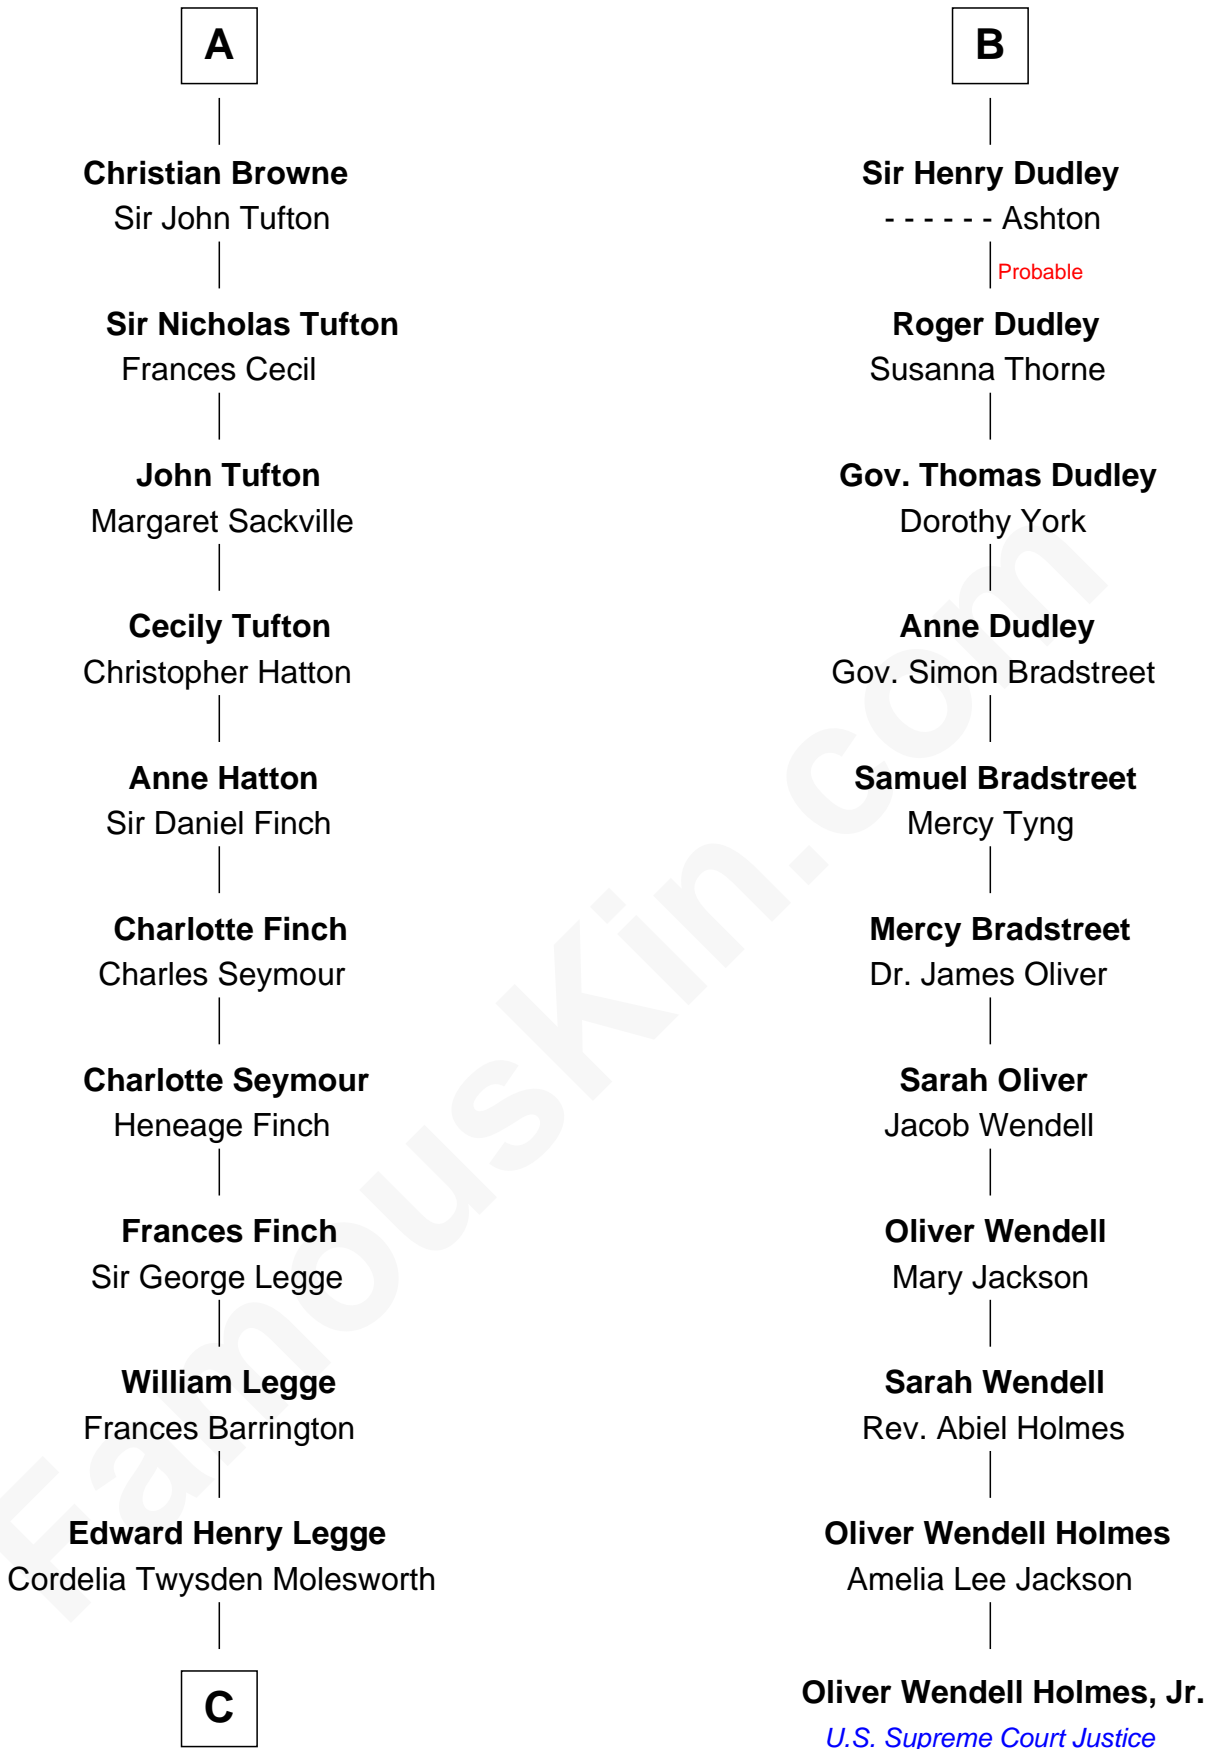 A
Christian Browne
Sir John Tufton
Sir Nicholas Tufton
Frances Cecil
John Tufton
Margaret Sackville
Cecily Tufton
Christopher Hatton
Anne Hatton
Sir Daniel Finch
Charlotte Finch
Charles Seymour
Charlotte Seymour
Heneage Finch
Frances Finch
Sir George Legge
William Legge
Frances Barrington
Edward Henry Legge
Cordelia Twysden Molesworth
C
B
Sir Henry Dudley
- - - - - - Ashton
Probable
Roger Dudley
Susanna Thorne
Gov. Thomas Dudley
Dorothy York
Anne Dudley
Gov. Simon Bradstreet
Samuel Bradstreet
Mercy Tyng
Mercy Bradstreet
Dr. James Oliver
Sarah Oliver
Jacob Wendell
Oliver Wendell
Mary Jackson
Sarah Wendell
Rev. Abiel Holmes
Oliver Wendell Holmes
Amelia Lee Jackson
Oliver Wendell Holmes, Jr.
U.S. Supreme Court Justice
FamousKin.com